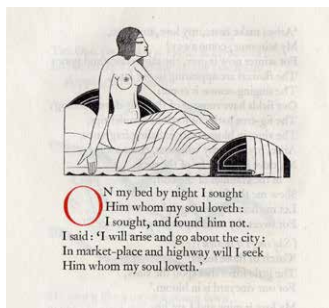 ON my bed by night I sought
Him whom my soul loveth:
I sought, and found him not.
I said: ‘I will arise and go about the city:
In market-place and highway will I seek
Him whom my soul loveth.’